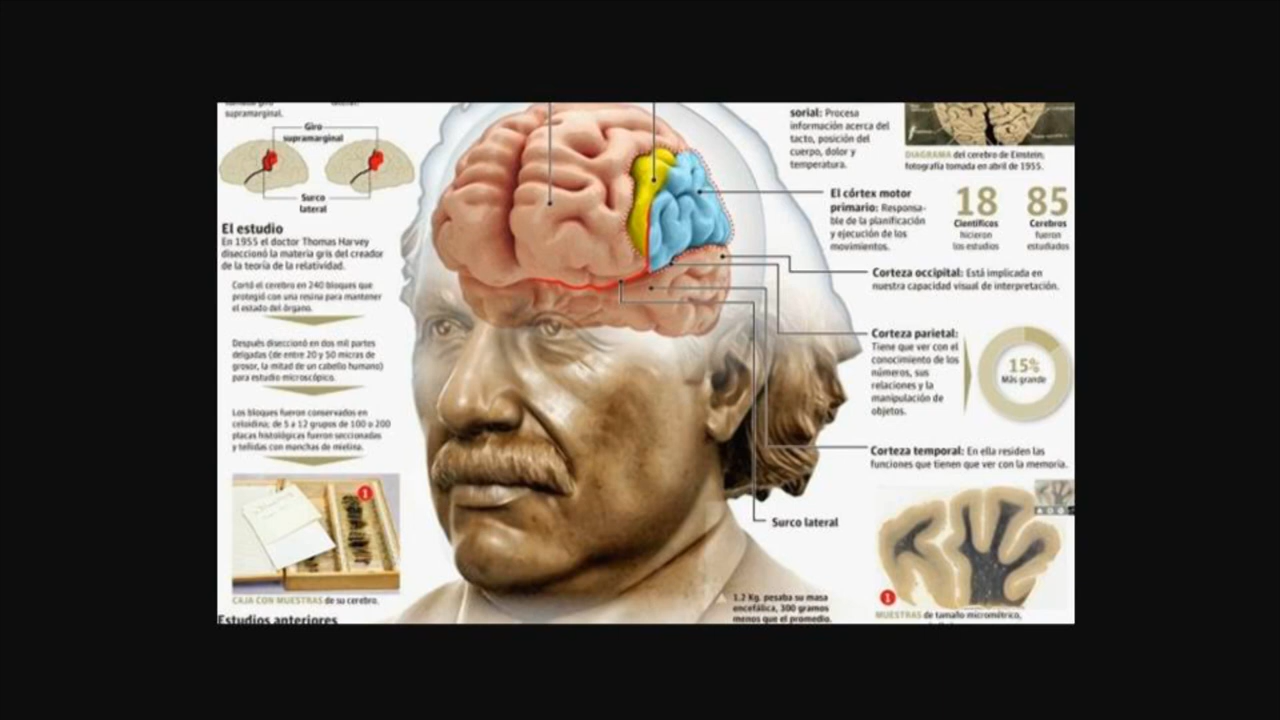 supramarginal.
Giro
supramarginal
Surco
lateral
El estudio
En 1955 el doctor Thomas Harvey
diseccionó la materia gris del creador
de la teoría de la relatividad.
Cortó el cerebro en 240 bloques que
protegió con una resina para mantener
el estado del órgano.
Después diseccionó en dos mil partes
delgadas (de entre 20 y 50 micras de
grosor, la mitad de un cabello humano)
para estudio microscópico.
Los bloques fueron conservados en
celoidina; de 5 a 12 grupos de 100 o 200
placas histológicas fueron seccionadas
y teñidas con manchas de mielina.
1
CAJA CON MUESTRAS de su cerebro.
Estudios anteriores
sorial: Procesa
información acerca del
tacto, posición del
cuerpo, dolor y
temperatura.
DIAGRAMA del cerebro de Einstein,
fotografía tomada en abril de 1955.
El córtex motor
primario: Responsa-
ble de la planificación
y ejecución de los
movimientos.
18
Científicos
hicieron
los estudios
85
Cerebros
fueron
estudiados
Corteza occipital: Está implicada en
nuestra capacidad visual de interpretación.
Corteza parietal:
Tiene que ver con el
conocimiento de los
números, sus
relaciones y la
manipulación de
objetos.
15%
Más grande
Corteza temporal: En ella residen las
funciones que tienen que ver con la memoria.
Surco lateral
1.2 Kg. pesaba su masa
encefálica, 300 gramos
menos que el promedio.
1
MUESTRAS de tamaño micrométrico,